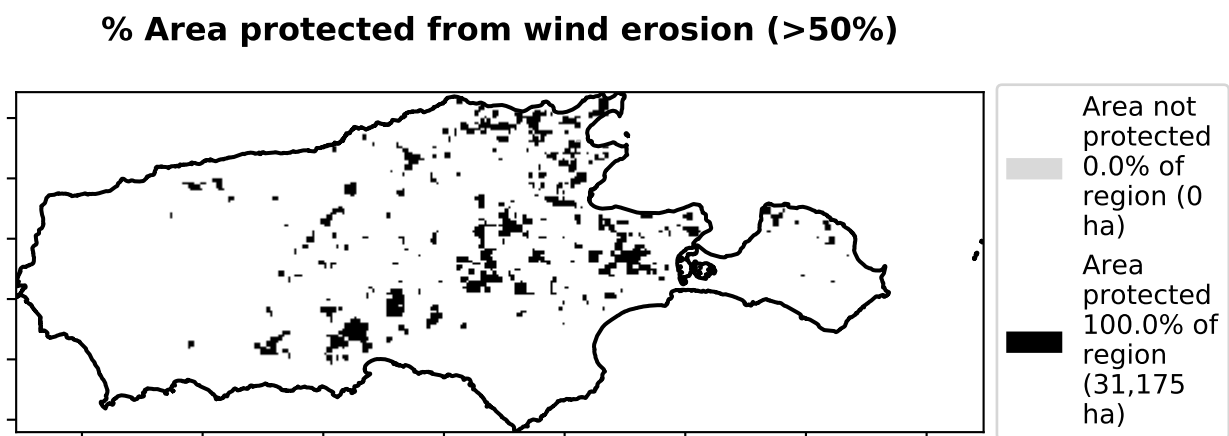 % Area protected from wind erosion (>50%)
Area not
protected
0.0% of
region (0
ha)
Area
protected
100.0% of
region
(31,175
ha)